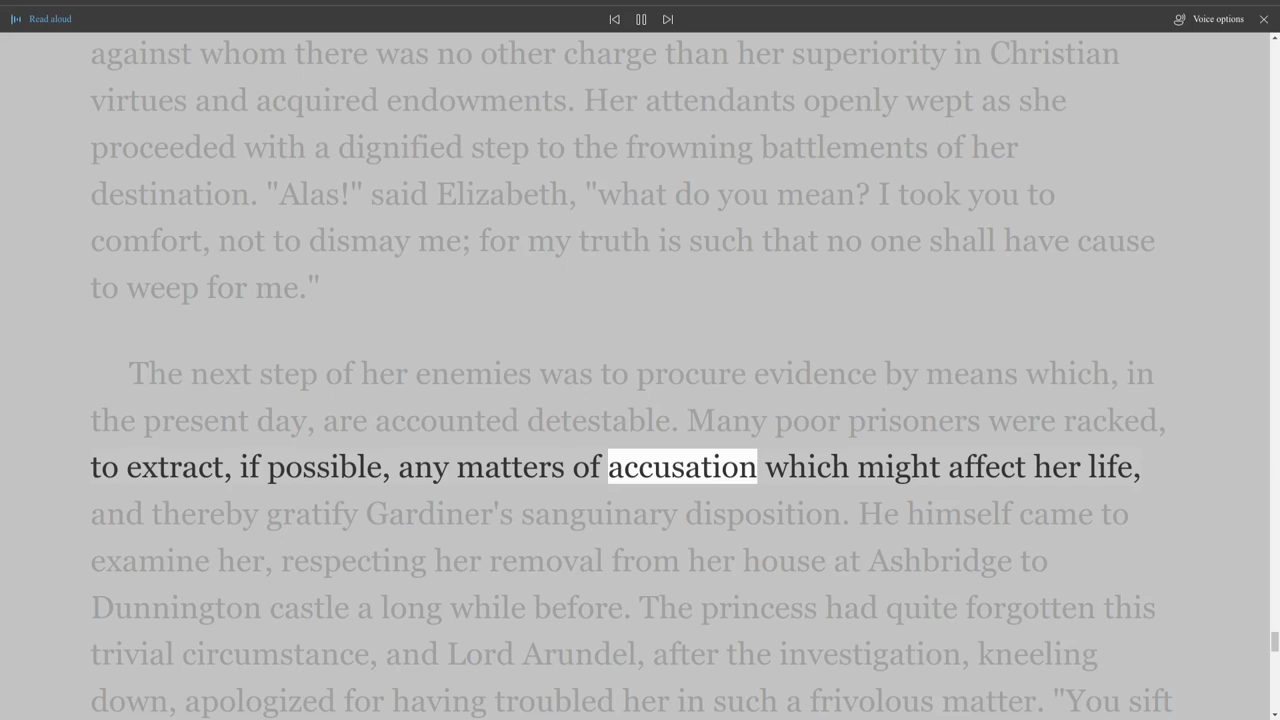 Read aloud
Voice options
against whom there was no other charge than her superiority in Christian
virtues and acquired endowments. Her attendants openly wept as she
proceeded with a dignified step to the frowning battlements of her
destination. "Alas!" said Elizabeth, "what do you mean? I took you to
comfort, not to dismay me; for my truth is such that no one shall have cause
to weep for me."
The next step of her enemies was to procure evidence by means which, in
the present day, are accounted detestable. Many poor prisoners were racked,
to extract, if possible, any matters of accusation which might affect her life,
and thereby gratify Gardiner's sanguinary disposition. He himself came to
examine her, respecting her removal from her house at Ashbridge to
Dunnington castle a long while before. The princess had quite forgotten this
trivial circumstance, and Lord Arundel, after the investigation, kneeling
down, apologized for having troubled her in such a frivolous matter. "You sift